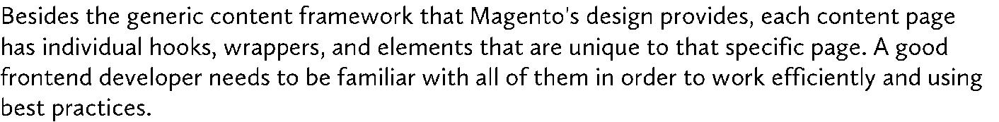 Besides the generic content framework that Magento's design provides, each content page
has individual hooks, wrappers, and elements that are unique to that specific page. A good
frontend developer needs to be familiar with all of them in order to work efficiently and using
best practices.